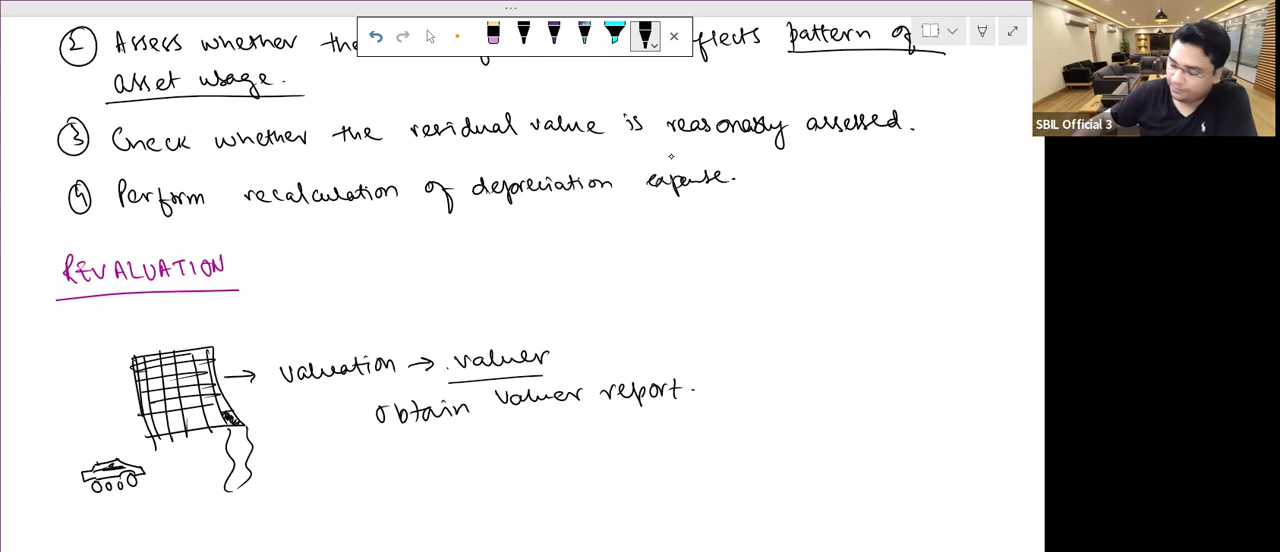 ② Assess whether the flects pattern of
asset usage.
③ Check whether the residual value is reasonably assessed.
④ Perform recalculation of depreciation expense.
REVALUATION
→ valuation → valuer
Obtain valuer report.
SBIL Official 3